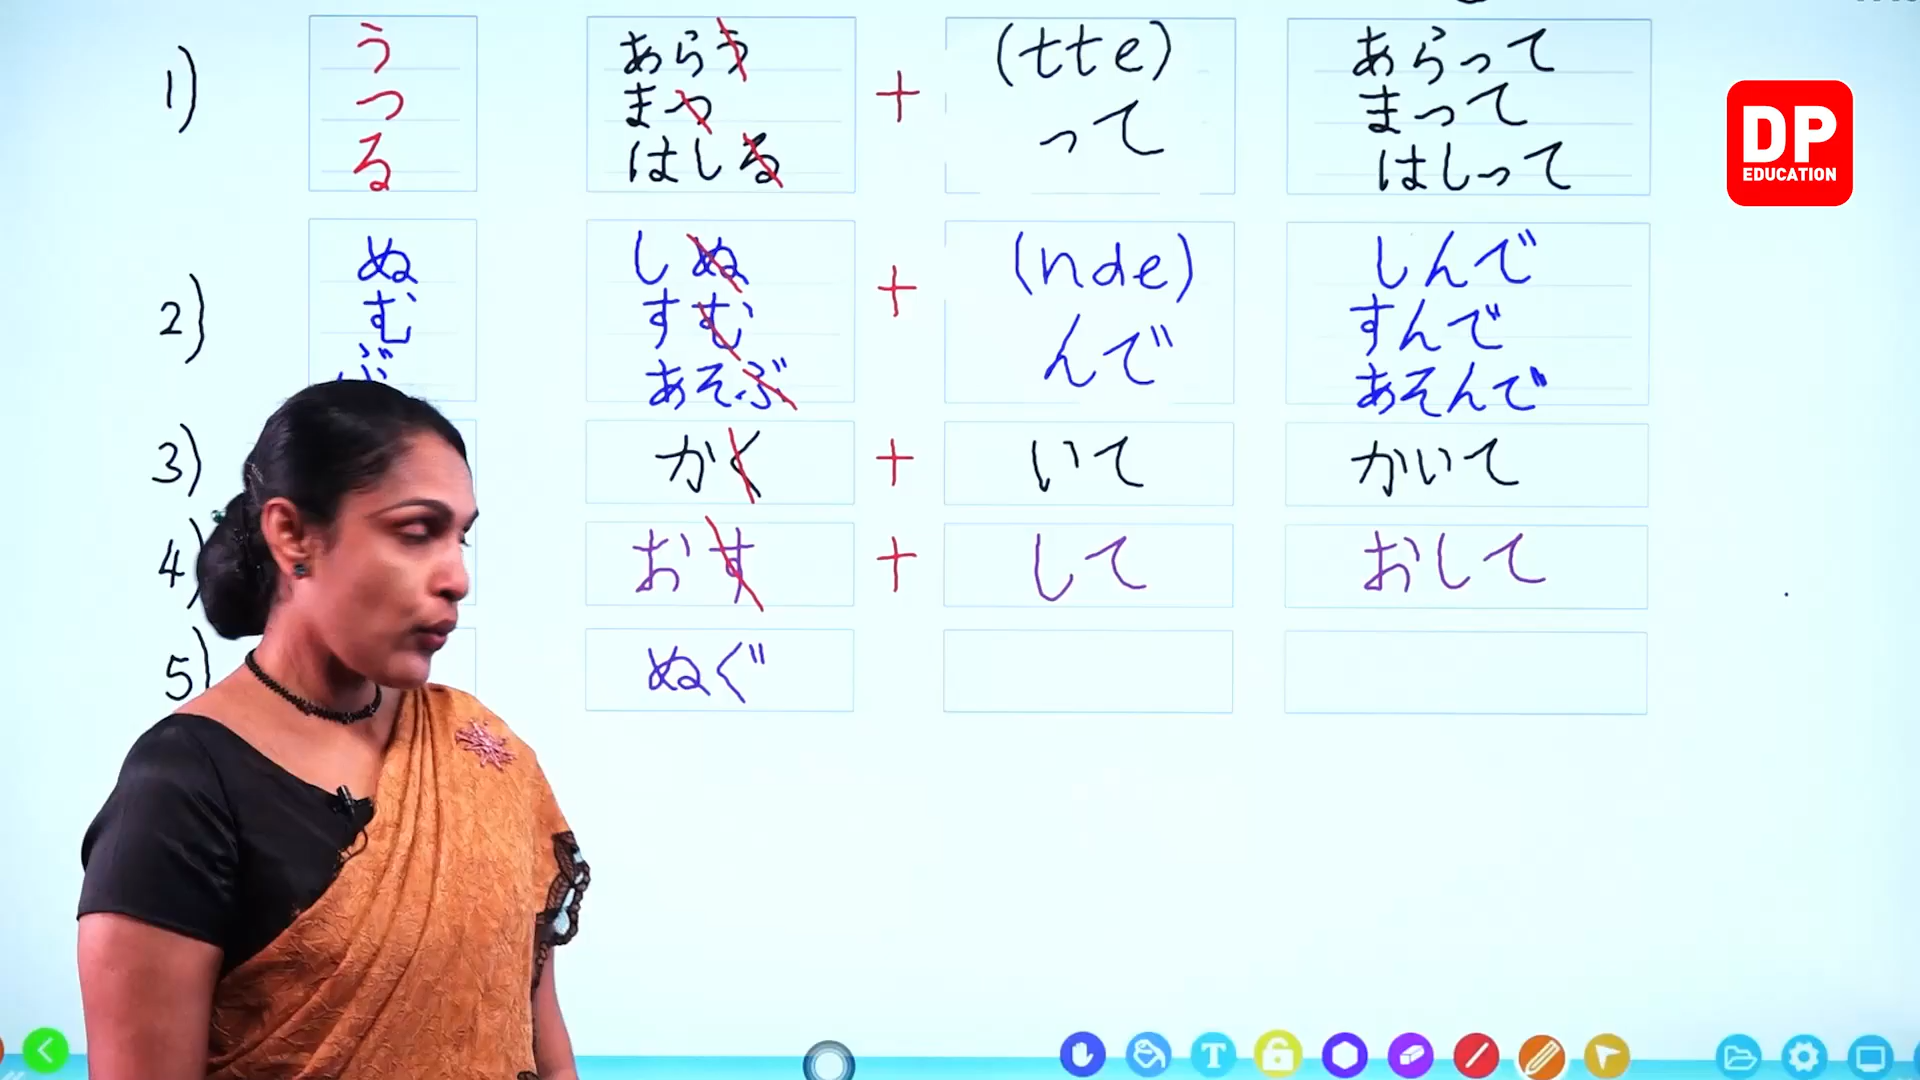 1) う あらう + (tte) あらって
つ まつ って まって
る はしる はしって
DP
EDUCATION
2) ぬ しぬ + (nde) しんで
む すむ んで すんで
ぶ あそぶ あそんで
3) かく + いて かいて
4) おす + して おして
5) ぬぐ
T